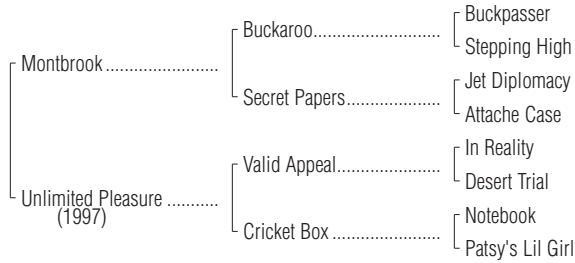 Buckpasser
Buckaroo..............................
Stepping High
Montbrook ...........................
Jet Diplomacy
Secret Papers.......................
Attache Case
In Reality
Valid Appeal.........................
Desert Trial
Unlimited Pleasure ............
(1997)
Notebook
Cricket Box ..........................
Patsy's Lil Girl